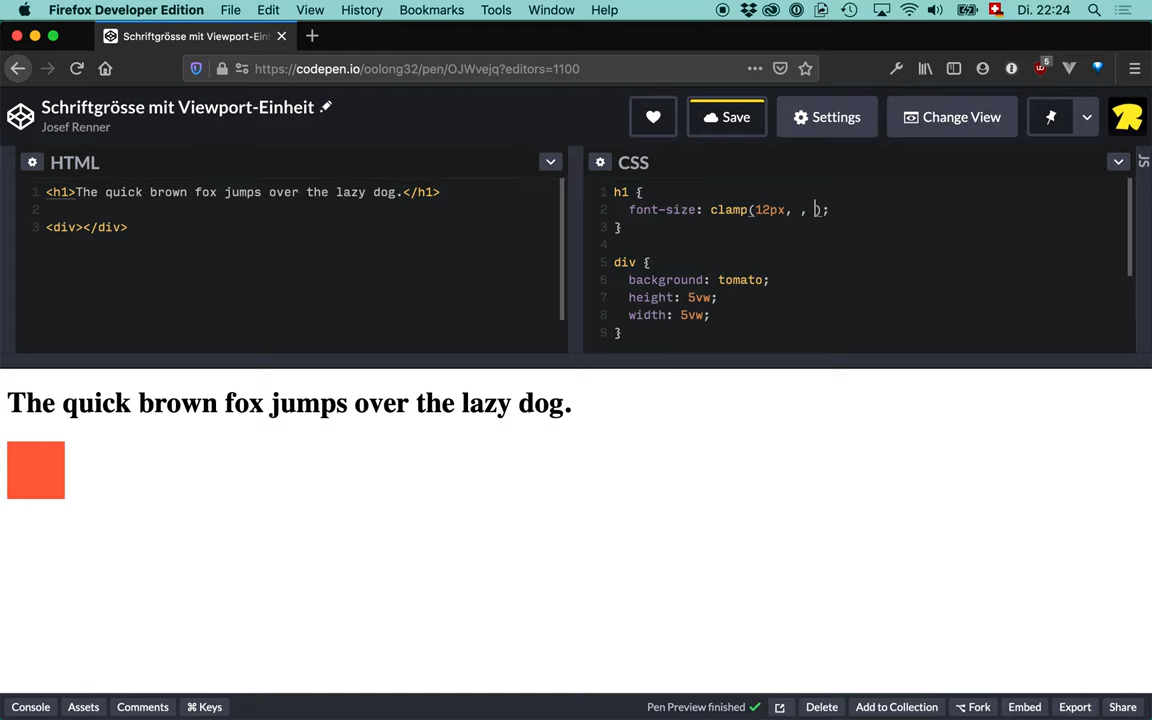 Firefox Developer Edition File Edit View History Bookmarks Tools Window Help Di. 22:24
Schriftgrösse mit Viewport-Ein
https://codepen.io/oolong32/pen/OJWvejq?editors=1100
5
Schriftgrösse mit Viewport-Einheit
Josef Renner
Save Settings Change View
HTML
1 <h1>The quick brown fox jumps over the lazy dog.</h1>
2
3 <div></div>
CSS
1 h1 {
2 font-size: clamp(12px, , );
3 }
4
5 div {
6 background: tomato;
7 height: 5vw;
8 width: 5vw;
9 }
JS
The quick brown fox jumps over the lazy dog.
Console Assets Comments ⌘ Keys Pen Preview finished Delete Add to Collection ⌥ Fork Embed Export Share